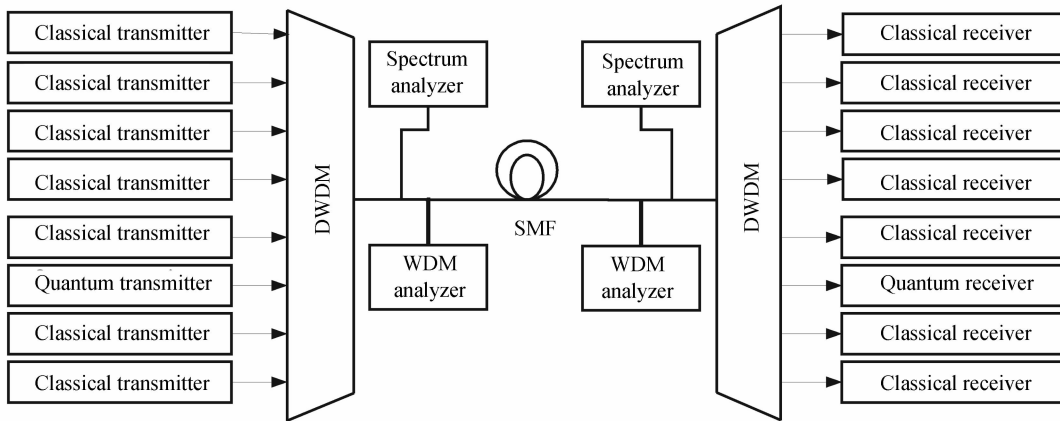 Classical transmitter
Classical transmitter
Classical transmitter
Classical transmitter
Classical transmitter
Quantum transmitter
Classical transmitter
Classical transmitter
DWDM
Spectrum
analyzer
WDM
analyzer
SMF
Spectrum
analyzer
WDM
analyzer
DWDM
Classical receiver
Classical receiver
Classical receiver
Classical receiver
Classical receiver
Quantum receiver
Classical receiver
Classical receiver